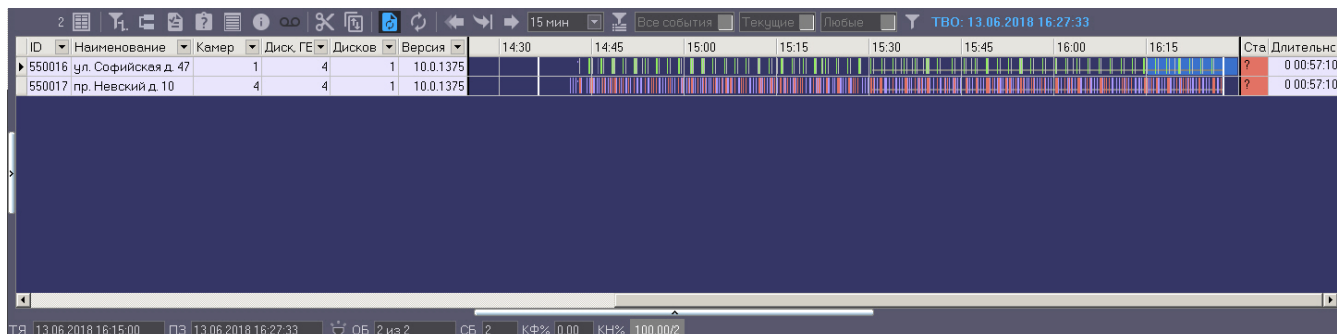 2 15 мин Все события Текущие Любые ТВО: 13.06.2018 16:27:33
ID Наименование Камер Диск, ГЕ Дисков Версия 14:30 14:45 15:00 15:15 15:30 15:45 16:00 16:15 Ста Длительнс
550016 ул. Софийская д. 47 1 4 1 10.0.1375 ? 0 00:57:10
550017 пр. Невский д. 10 4 4 1 10.0.1375 ? 0 00:57:10
ТЯ 13.06.2018 16:15:00 ПЗ 13.06.2018 16:27:33 ОБ 2 из 2 СБ 2 КФ% 0.00 КН% 100.00/2